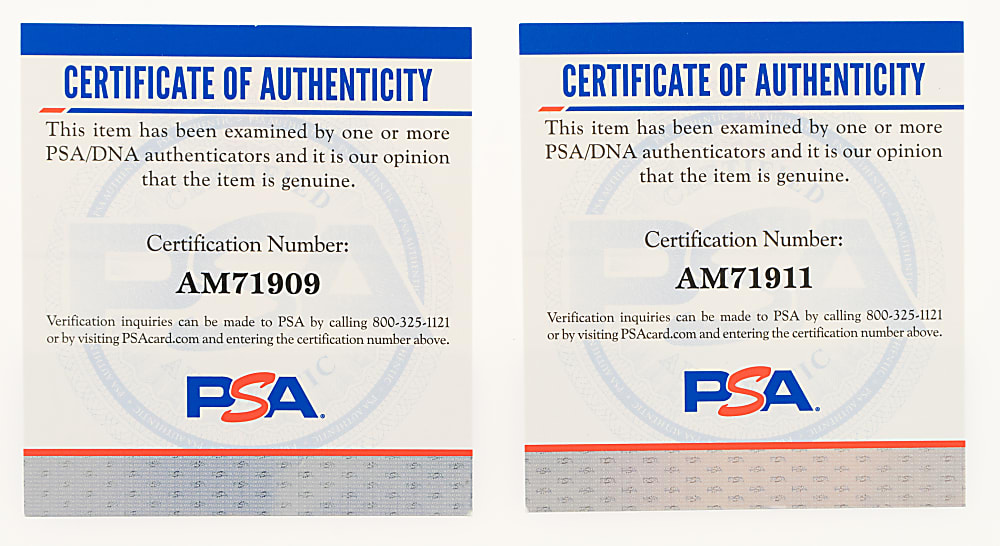 CERTIFICATE OF AUTHENTICITY
This item has been examined by one or more
PSA/DNA authenticators and it is our opinion
that the item is genuine.
Certification Number:
AM71909
Verification inquiries can be made to PSA by calling 800-325-1121
or by visiting PSAcard.com and entering the certification number above.
PSA®
CERTIFICATE OF AUTHENTICITY
This item has been examined by one or more
PSA/DNA authenticators and it is our opinion
that the item is genuine.
Certification Number:
AM71911
Verification inquiries can be made to PSA by calling 800-325-1121
or by visiting PSAcard.com and entering the certification number above.
PSA®